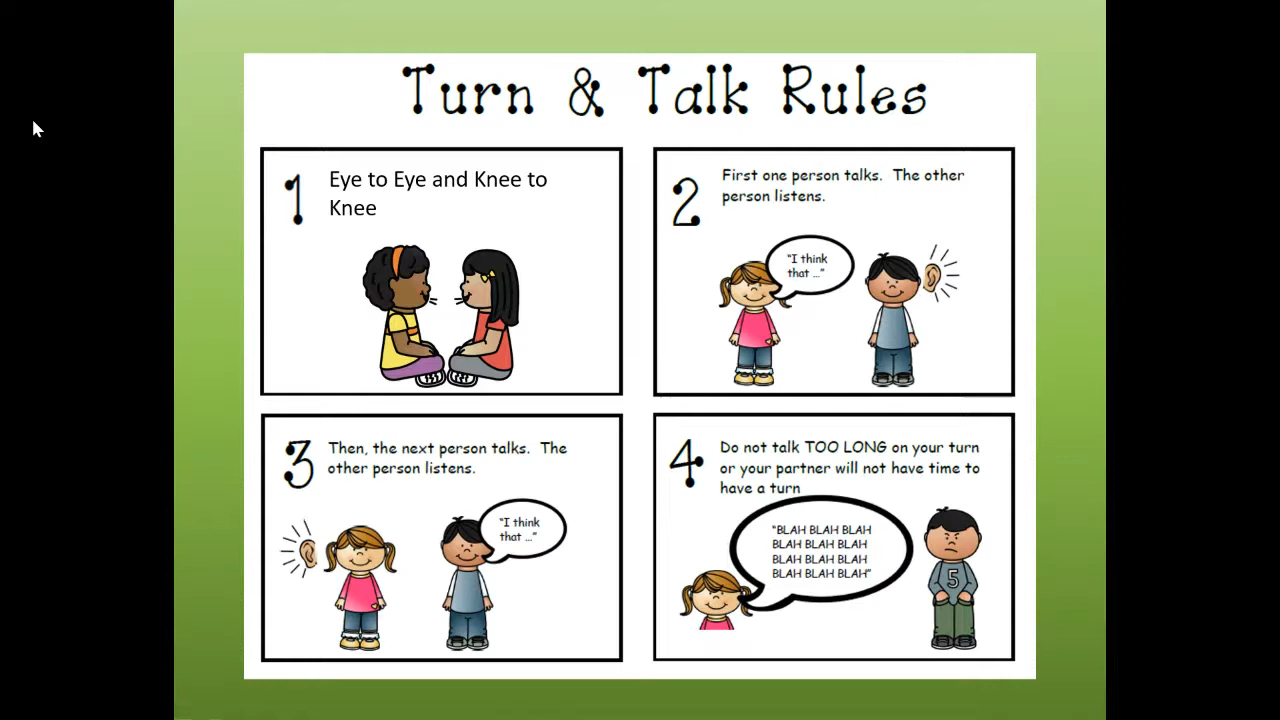 Turn & Talk Rules
1
Eye to Eye and Knee to
Knee
2
First one person talks. The other
person listens.
"I think
that ..."
3
Then, the next person talks. The
other person listens.
"I think
that ..."
4
Do not talk TOO LONG on your turn
or your partner will not have time to
have a turn
"BLAH BLAH BLAH
BLAH BLAH BLAH
BLAH BLAH BLAH
BLAH BLAH BLAH"
5